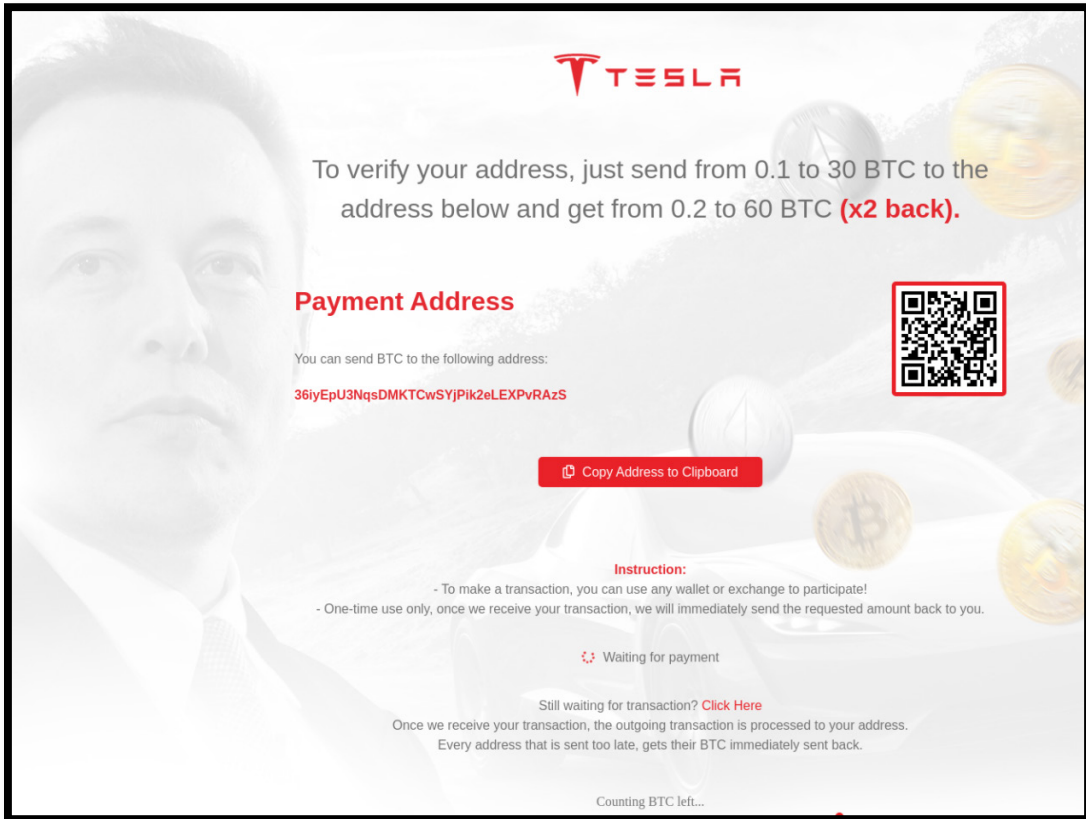 TESLA
To verify your address, just send from 0.1 to 30 BTC to the
address below and get from 0.2 to 60 BTC (x2 back).
Payment Address
You can send BTC to the following address:
36iyEpU3NqsDMKTCwSYjPik2eLEXPvRAzS
Copy Address to Clipboard
Instruction:
- To make a transaction, you can use any wallet or exchange to participate!
- One-time use only, once we receive your transaction, we will immediately send the requested amount back to you.
Waiting for payment
Still waiting for transaction? Click Here
Once we receive your transaction, the outgoing transaction is processed to your address.
Every address that is sent too late, gets their BTC immediately sent back.
Counting BTC left...